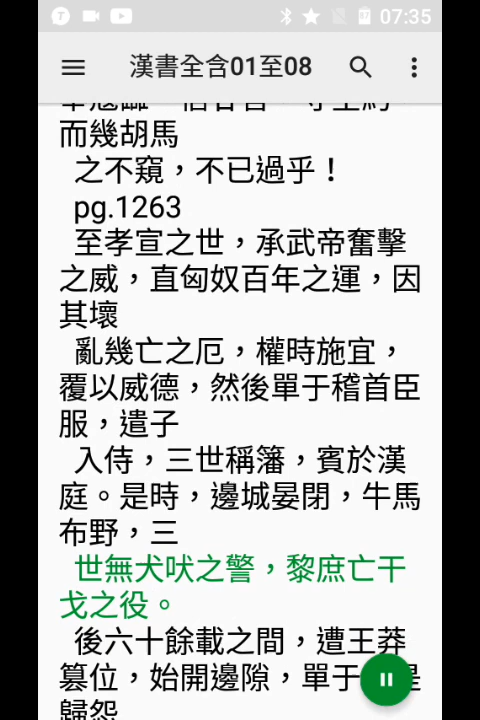 07:35
漢書全含01至08
而幾胡馬
之不窺，不已過乎！
pg.1263
至孝宣之世，承武帝奮擊
之威，直匈奴百年之運，因
其壞
亂幾亡之厄，權時施宜，
覆以威德，然後單于稽首臣
服，遣子
入侍，三世稱藩，賓於漢
庭。是時，邊城晏閉，牛馬
布野，三
世無犬吠之警，黎庶亡干
戈之役。
後六十餘載之間，遭王莽
篡位，始開邊隙，單于
歸怨